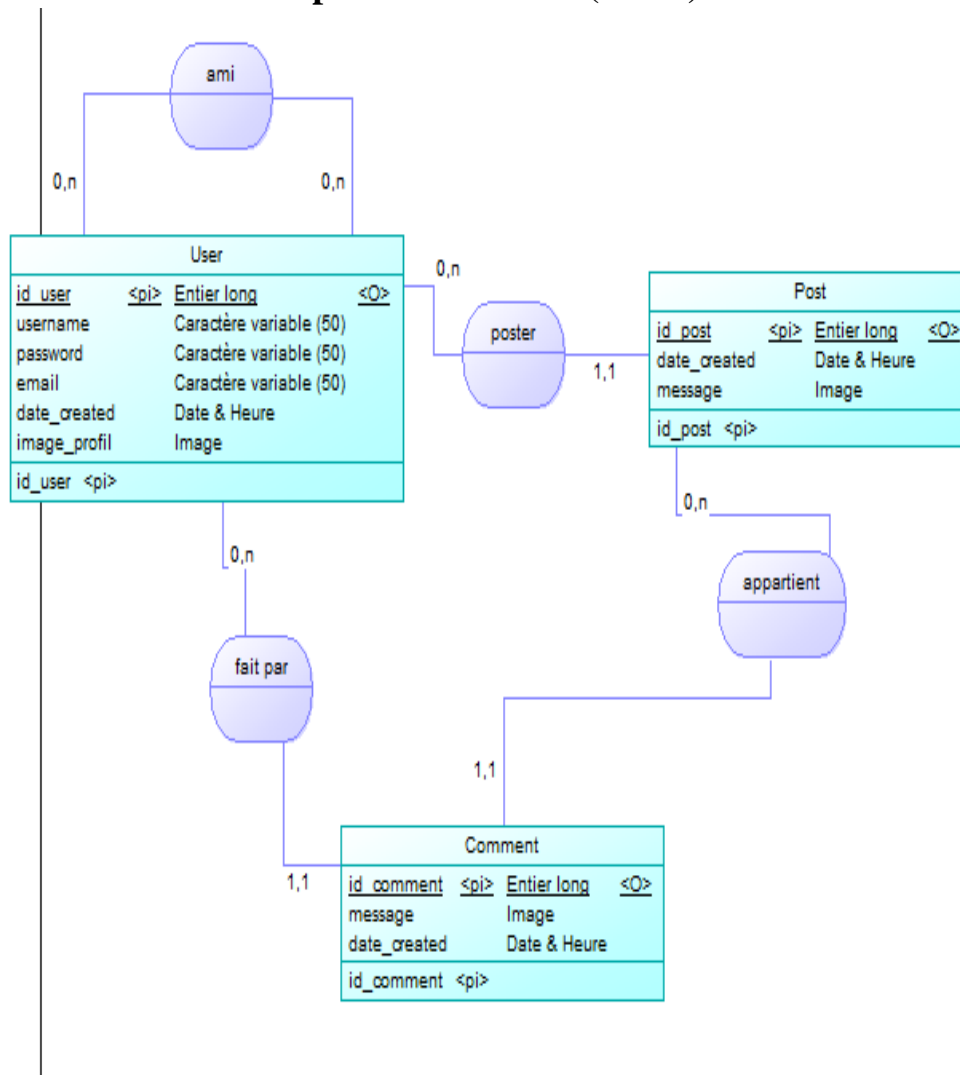 ami
0,n
0,n
User
id_user <pi> Entier long <O>
username Caractère variable (50)
password Caractère variable (50)
email Caractère variable (50)
date_created Date & Heure
image_profil Image
id_user <pi>
0,n
poster
1,1
Post
id_post <pi> Entier long <O>
date_created Date & Heure
message Image
id_post <pi>
0,n
appartient
1,1
0,n
fait par
1,1
Comment
id_comment <pi> Entier long <O>
message Image
date_created Date & Heure
id_comment <pi>